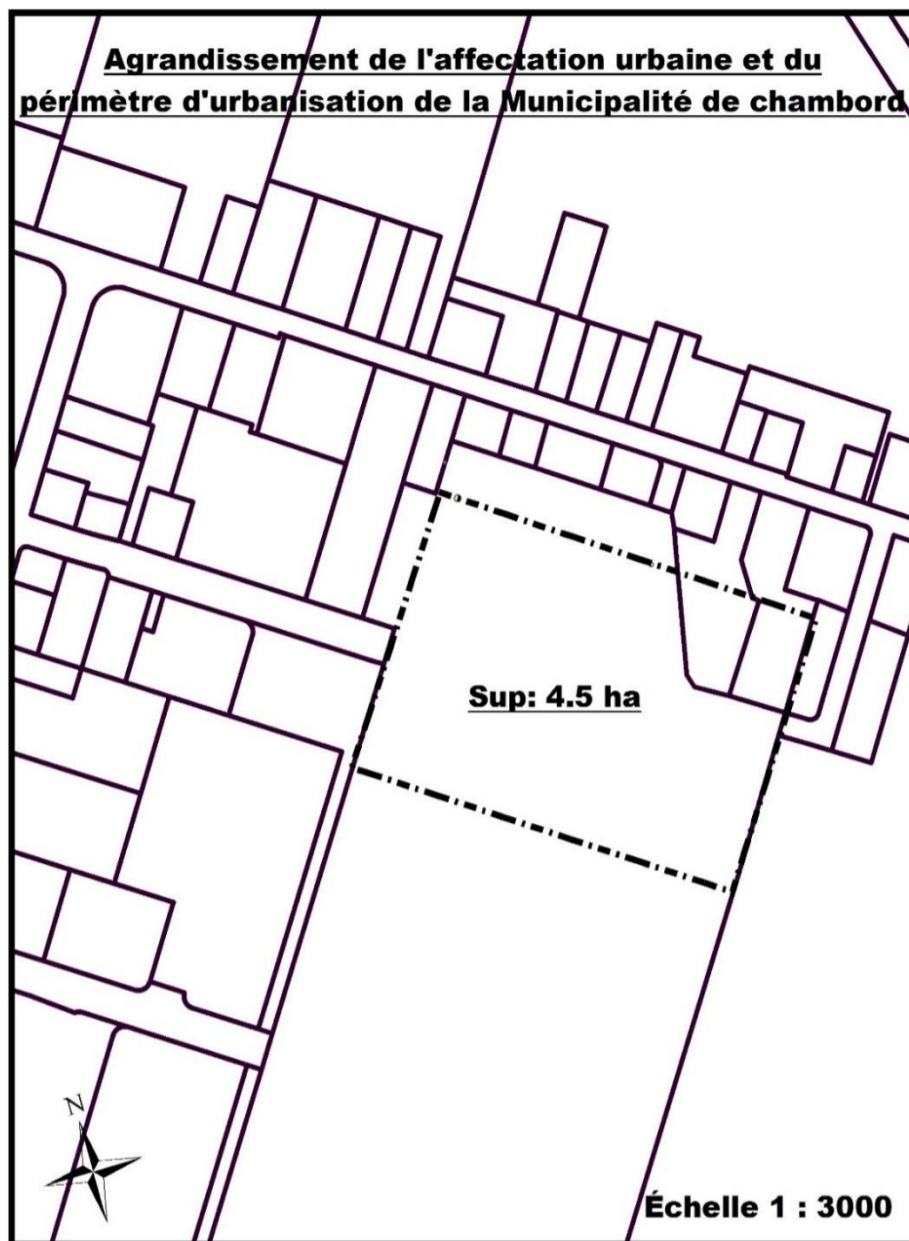 Agrandissement de l'affectation urbaine et du
périmètre d'urbanisation de la Municipalité de chambord
Sup: 4.5 ha
N
Échelle 1 : 3000